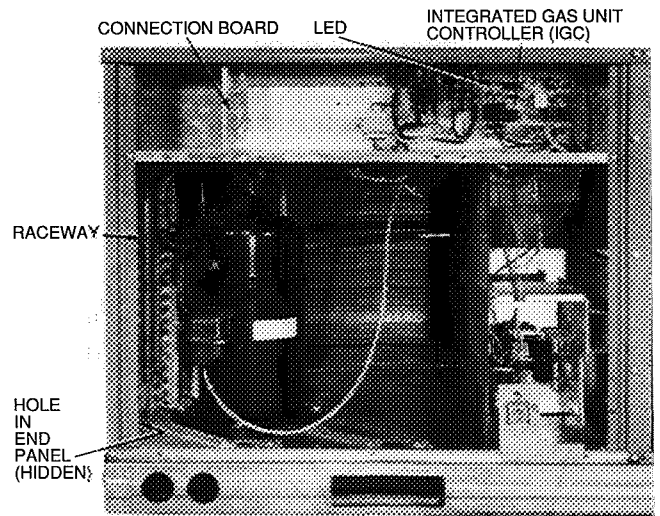 CONNECTION BOARD
LED
INTEGRATED GAS UNIT
CONTROLLER (IGC)
RACEWAY
HOLE
IN
END
PANEL
(HIDDEN)